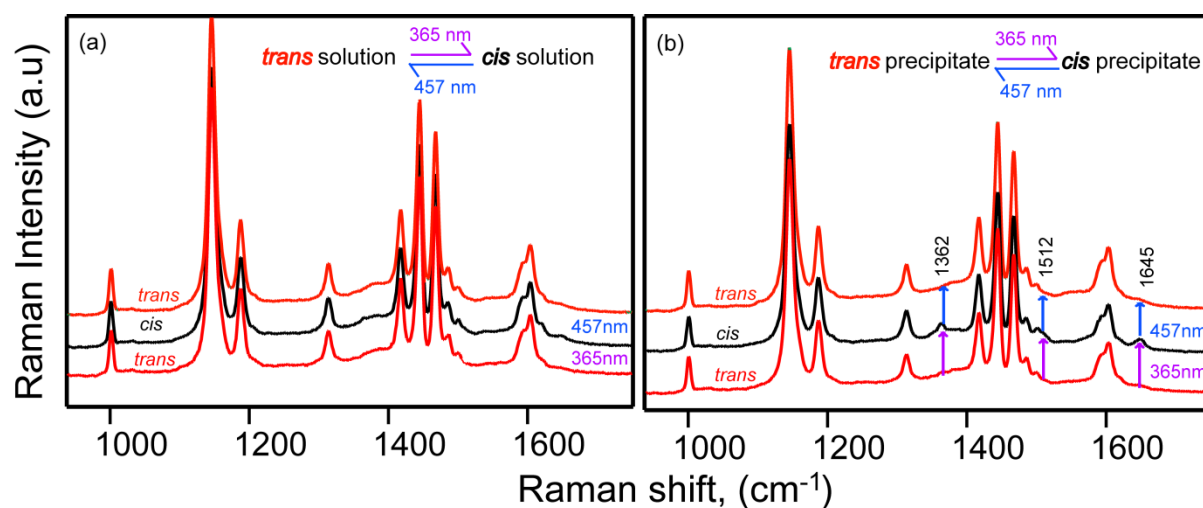 Raman Intensity (a.u)
(a)
365 nm
trans solution cis solution
457 nm
trans
cis
457nm
trans
365nm
1000 1200 1400 1600
(b)
365 nm
trans precipitate cis precipitate
457 nm
1362
1512
1645
trans
cis
457nm
trans
365nm
1000 1200 1400 1600
Raman shift, (cm-1)